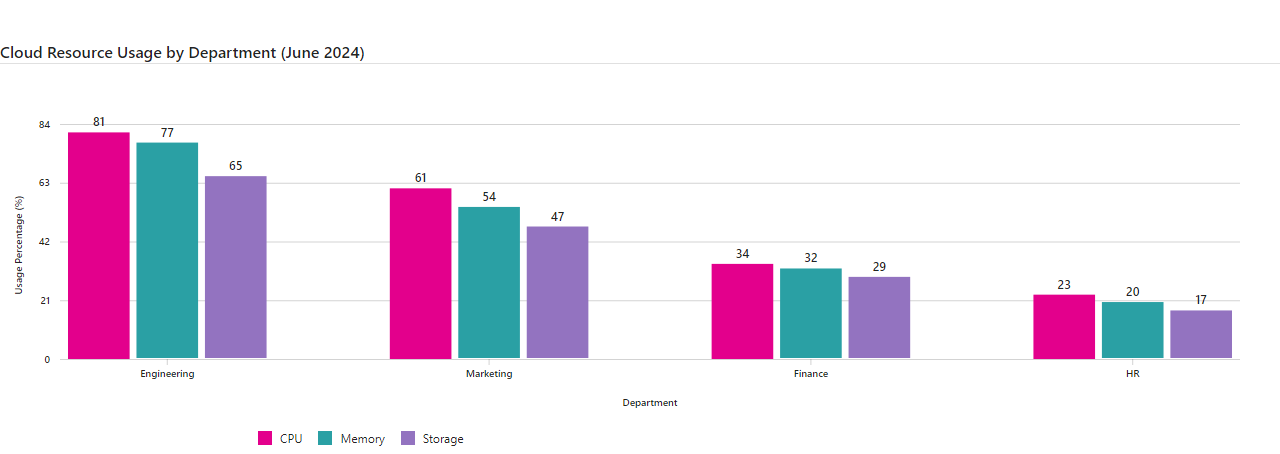 Cloud Resource Usage by Department (June 2024)
84
63
42
21
0
Usage Percentage (%)
81
77
65
61
54
47
34
32
29
23
20
17
Engineering
Marketing
Finance
HR
Department
CPU
Memory
Storage